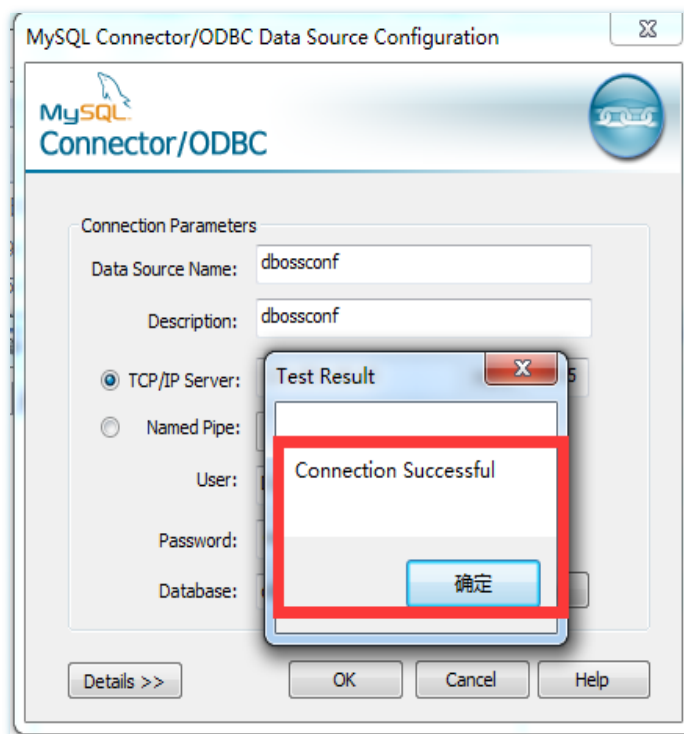 MySQL Connector/ODBC Data Source Configuration
MySQL
Connector/ODBC
Connection Parameters
Data Source Name: dbossconf
Description: dbossconf
TCP/IP Server: 5
Test Result
Named Pipe:
Connection Successful
User:
Password:
确定
Database:
Details >>
OK
Cancel
Help